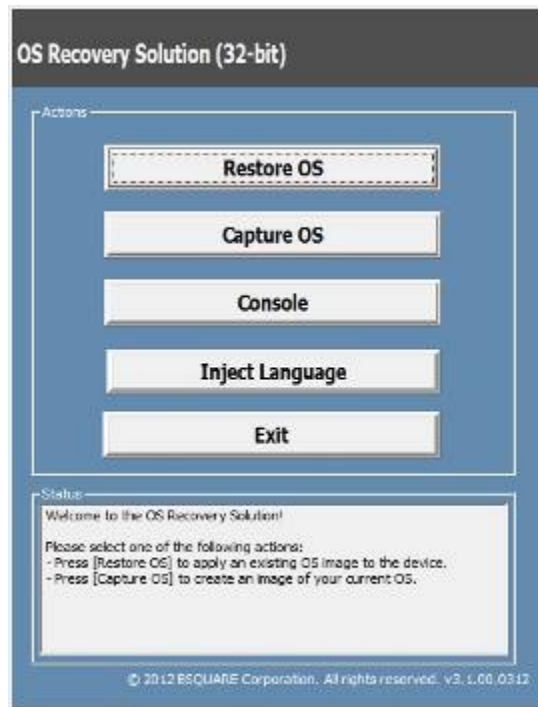 OS Recovery Solution (32-bit)
Actions
Restore OS
Capture OS
Console
Inject Language
Exit
Status
Welcome to the OS Recovery Solution!
Please select one of the following actions:
- Press [Restore OS] to apply an existing OS image to the device.
- Press [Capture OS] to create an image of your current OS.
© 2012 BSQUARE Corporation. All rights reserved. v3.1.00.0312